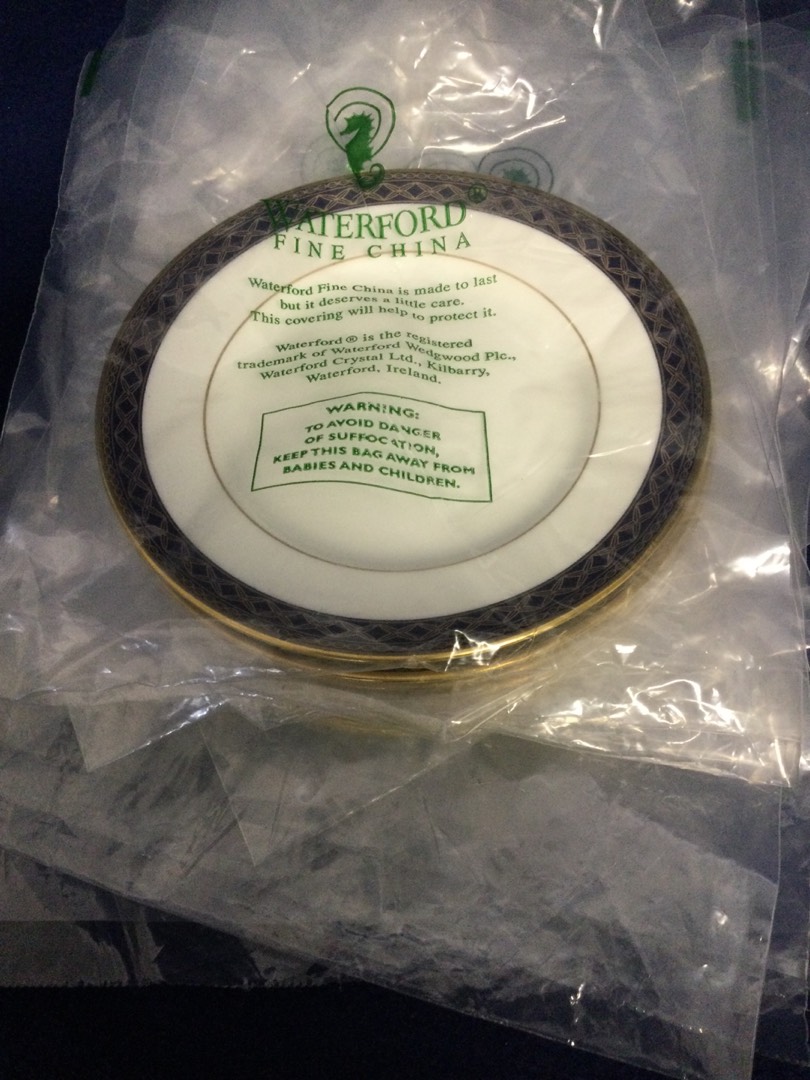 WATERFORD®
FINE CHINA
Waterford Fine China is made to last
but it deserves a little care.
This covering will help to protect it.
Waterford ® is the registered
trademark of Waterford Wedgwood Plc.,
Waterford Crystal Ltd., Kilbarry,
Waterford, Ireland.
WARNING:
TO AVOID DANGER
OF SUFFOCATION,
KEEP THIS BAG AWAY FROM
BABIES AND CHILDREN.